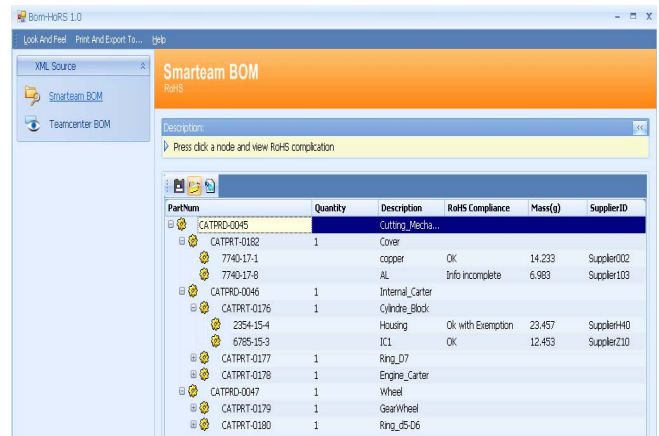 Bom-HoRS 1.0
Look And Feel Print And Export To... Help
XML Source
Smarteam BOM
Teamcenter BOM
Smarteam BOM
RoHS
Description:
Press click a node and view RoHS complication
PartNum Quantity Description RoHS Compliance Mass(g) SupplierID
CATPRD-0045 Cutting_Mecha...
CATPRT-0182 1 Cover
7740-17-1 copper OK 14.233 Supplier002
7740-17-8 AL Info incomplete 6.983 Supplier103
CATPRD-0046 1 Internal_Carter
CATPRT-0176 1 Cylindre_Block
2354-15-4 Housing Ok with Exemption 23.457 SupplierH40
6785-15-3 IC1 OK 12.453 SupplierZ10
CATPRT-0177 1 Ring_D7
CATPRT-0178 1 Engine_Carter
CATPRD-0047 1 Wheel
CATPRT-0179 1 GearWheel
CATPRT-0180 1 Ring_d5-D6